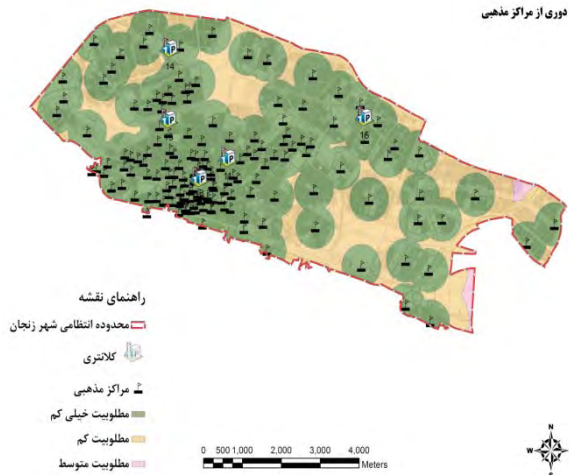 دوری از مراکز مذهبی
14
16
راهنمای نقشه
محدوده انتظامی شهر زنجان
کلانتری
مراکز مذهبی
مطلوبیت خیلی کم
مطلوبیت کم
مطلوبیت متوسط
0 500 1,000 2,000 3,000 4,000
Meters
N